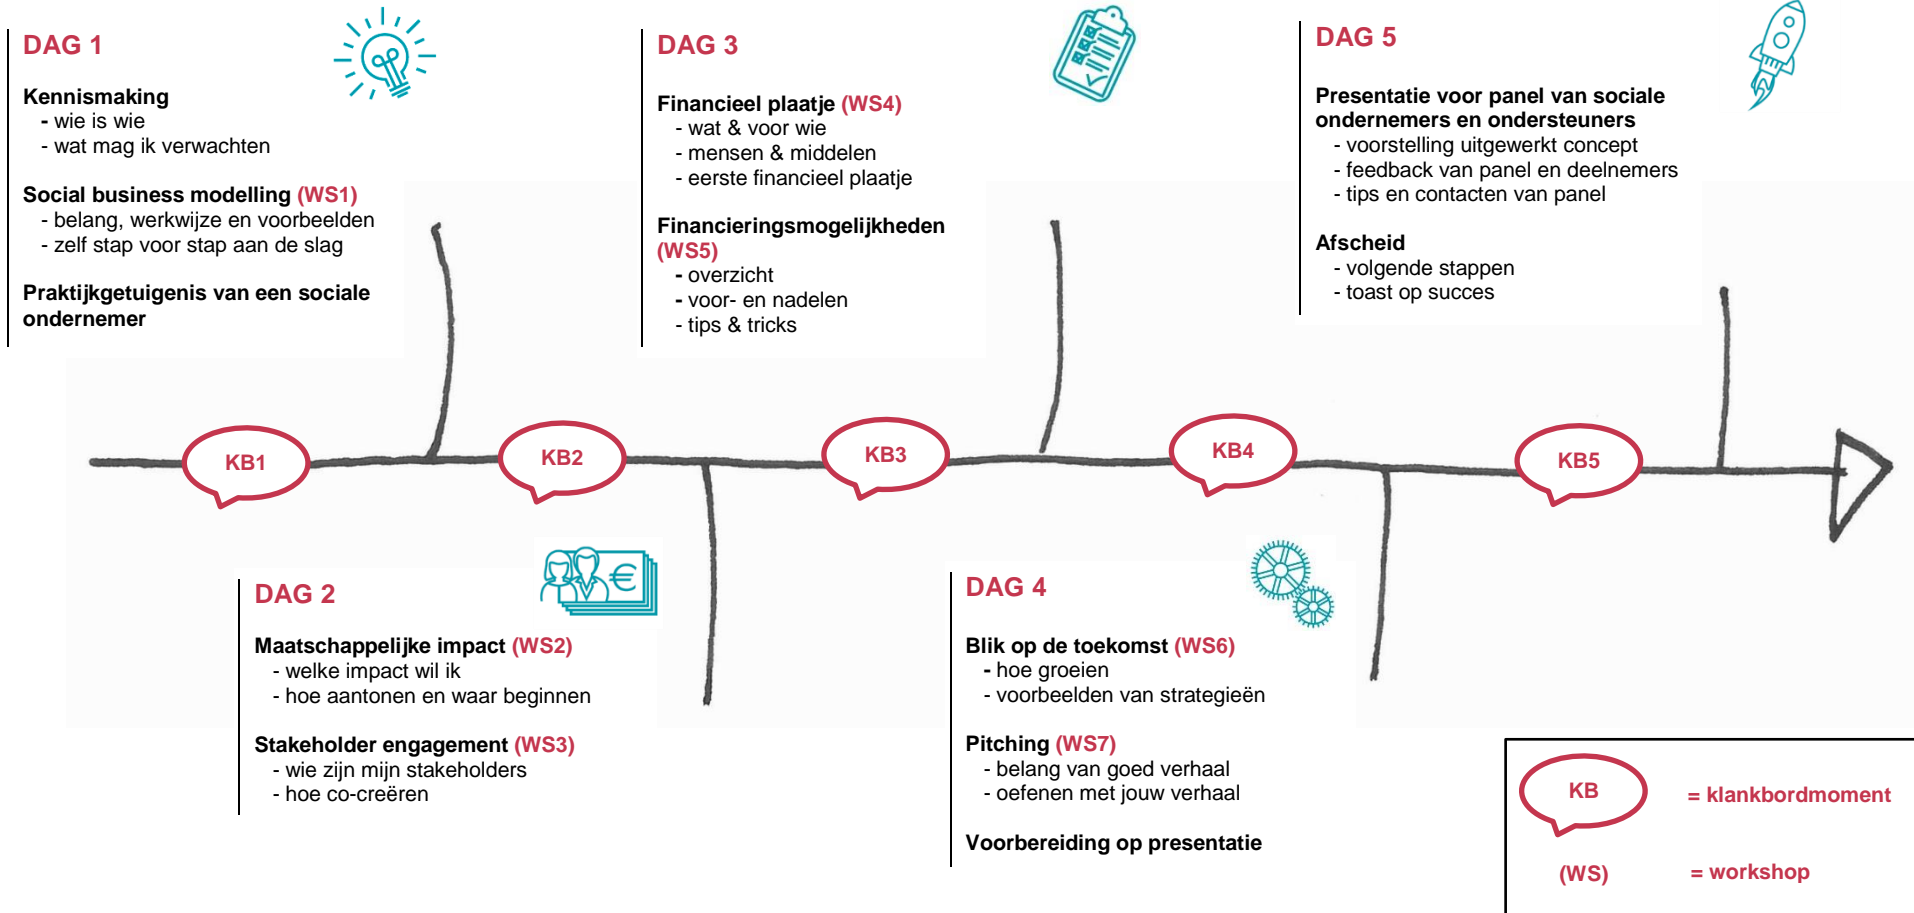 DAG 1
Kennismaking
- wie is wie
- wat mag ik verwachten
Social business modelling (WS1)
- belang, werkwijze en voorbeelden
- zelf stap voor stap aan de slag
Praktijkgetuigenis van een sociale
ondernemer
DAG 3
Financieel plaatje (WS4)
- wat & voor wie
- mensen & middelen
- eerste financieel plaatje
Financieringsmogelijkheden
(WS5)
- overzicht
- voor- en nadelen
- tips & tricks
DAG 5
Presentatie voor panel van sociale
ondernemers en ondersteuners
- voorstelling uitgewerkt concept
- feedback van panel en deelnemers
- tips en contacten van panel
Afscheid
- volgende stappen
- toast op succes
KB1
KB2
KB3
KB4
KB5
DAG 2
€
Maatschappelijke impact (WS2)
- welke impact wil ik
- hoe aantonen en waar beginnen
Stakeholder engagement (WS3)
- wie zijn mijn stakeholders
- hoe co-creëren
DAG 4
Blik op de toekomst (WS6)
- hoe groeien
- voorbeelden van strategieën
Pitching (WS7)
- belang van goed verhaal
- oefenen met jouw verhaal
Voorbereiding op presentatie
KB = klankbordmoment
(WS) = workshop